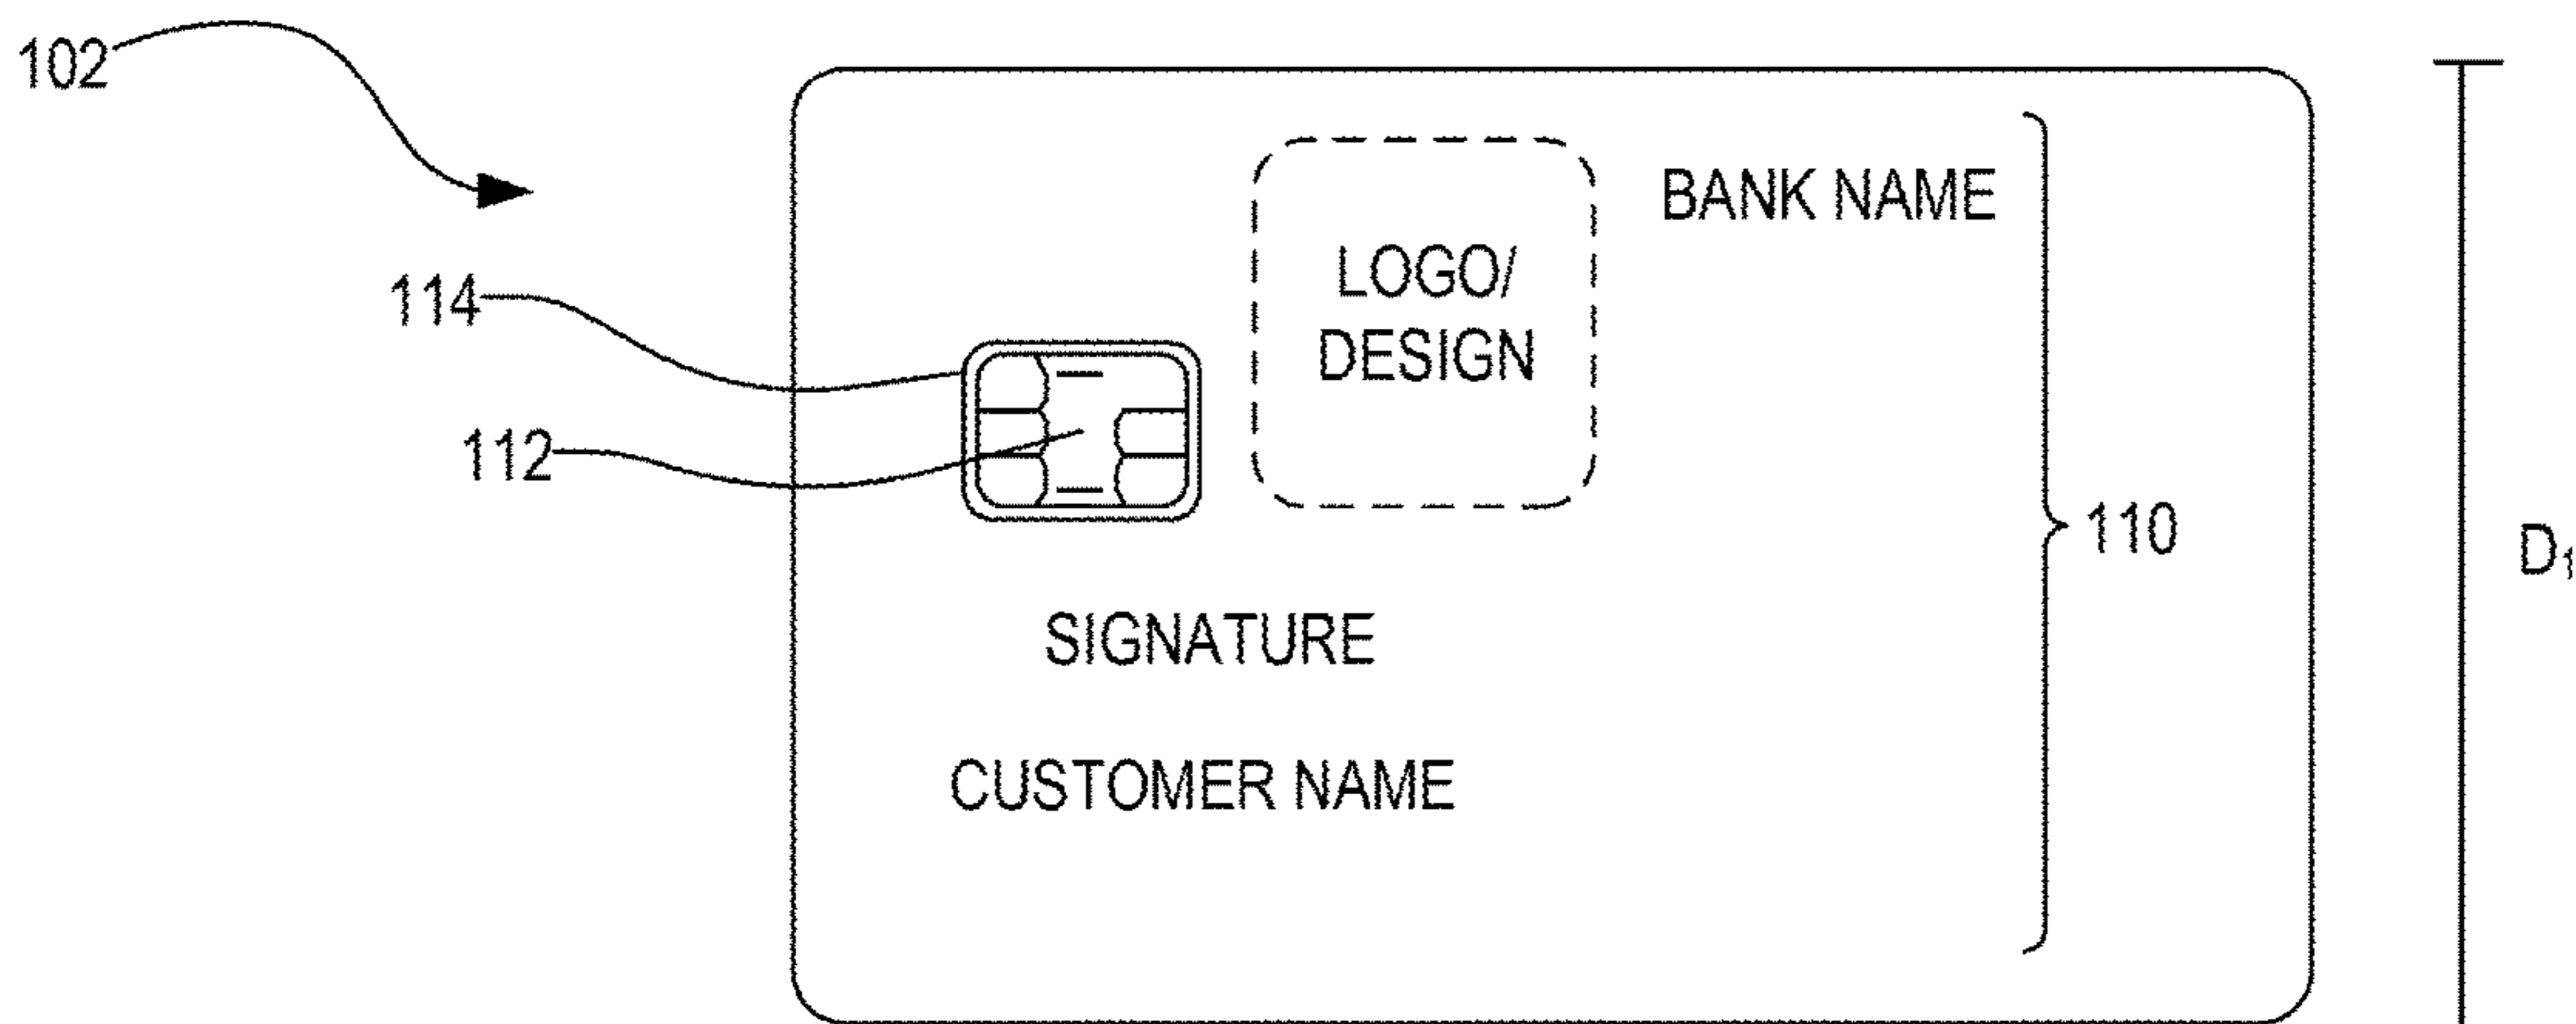 102
BANK NAME
LOGO/
DESIGN
114
112
110
D₁
SIGNATURE
CUSTOMER NAME